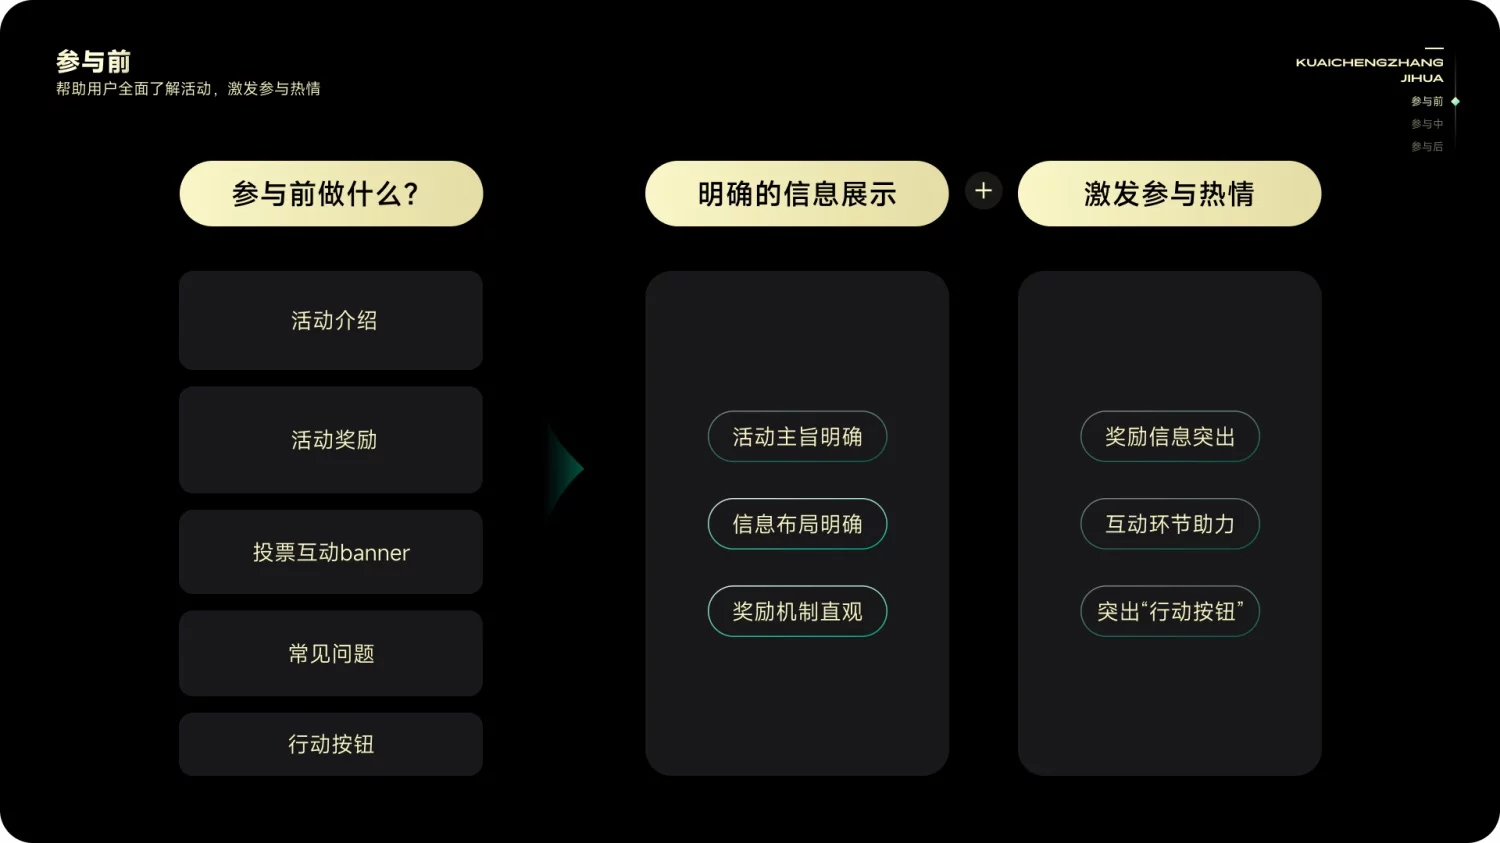 参与前
帮助用户全面了解活动，激发参与热情
KUAICHENGZHANG
JIHUA
参与前
参与中
参与后
参与前做什么？
活动介绍
活动奖励
投票互动banner
常见问题
行动按钮
明确的信息展示
+
激发参与热情
活动主旨明确
信息布局明确
奖励机制直观
奖励信息突出
互动环节助力
突出“行动按钮”